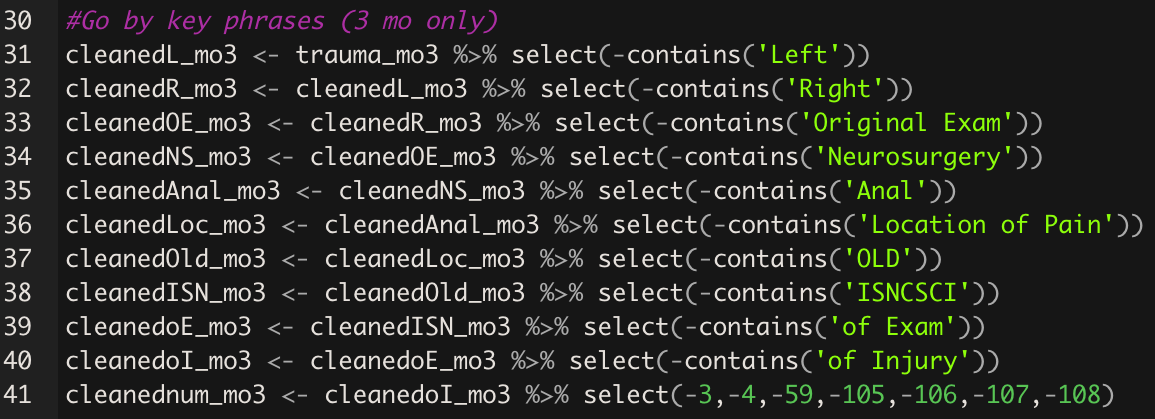 30 #Go by key phrases (3 mo only)
31 cleanedL_mo3 <- trauma_mo3 %>% select(-contains('Left'))
32 cleanedR_mo3 <- cleanedL_mo3 %>% select(-contains('Right'))
33 cleanedOE_mo3 <- cleanedR_mo3 %>% select(-contains('Original Exam'))
34 cleanedNS_mo3 <- cleanedOE_mo3 %>% select(-contains('Neurosurgery'))
35 cleanedAnal_mo3 <- cleanedNS_mo3 %>% select(-contains('Anal'))
36 cleanedLoc_mo3 <- cleanedAnal_mo3 %>% select(-contains('Location of Pain'))
37 cleanedOld_mo3 <- cleanedLoc_mo3 %>% select(-contains('OLD'))
38 cleanedISN_mo3 <- cleanedOld_mo3 %>% select(-contains('ISNCSCI'))
39 cleanedoE_mo3 <- cleanedISN_mo3 %>% select(-contains('of Exam'))
40 cleanedoI_mo3 <- cleanedoE_mo3 %>% select(-contains('of Injury'))
41 cleanednum_mo3 <- cleanedoI_mo3 %>% select(-3,-4,-59,-105,-106,-107,-108)